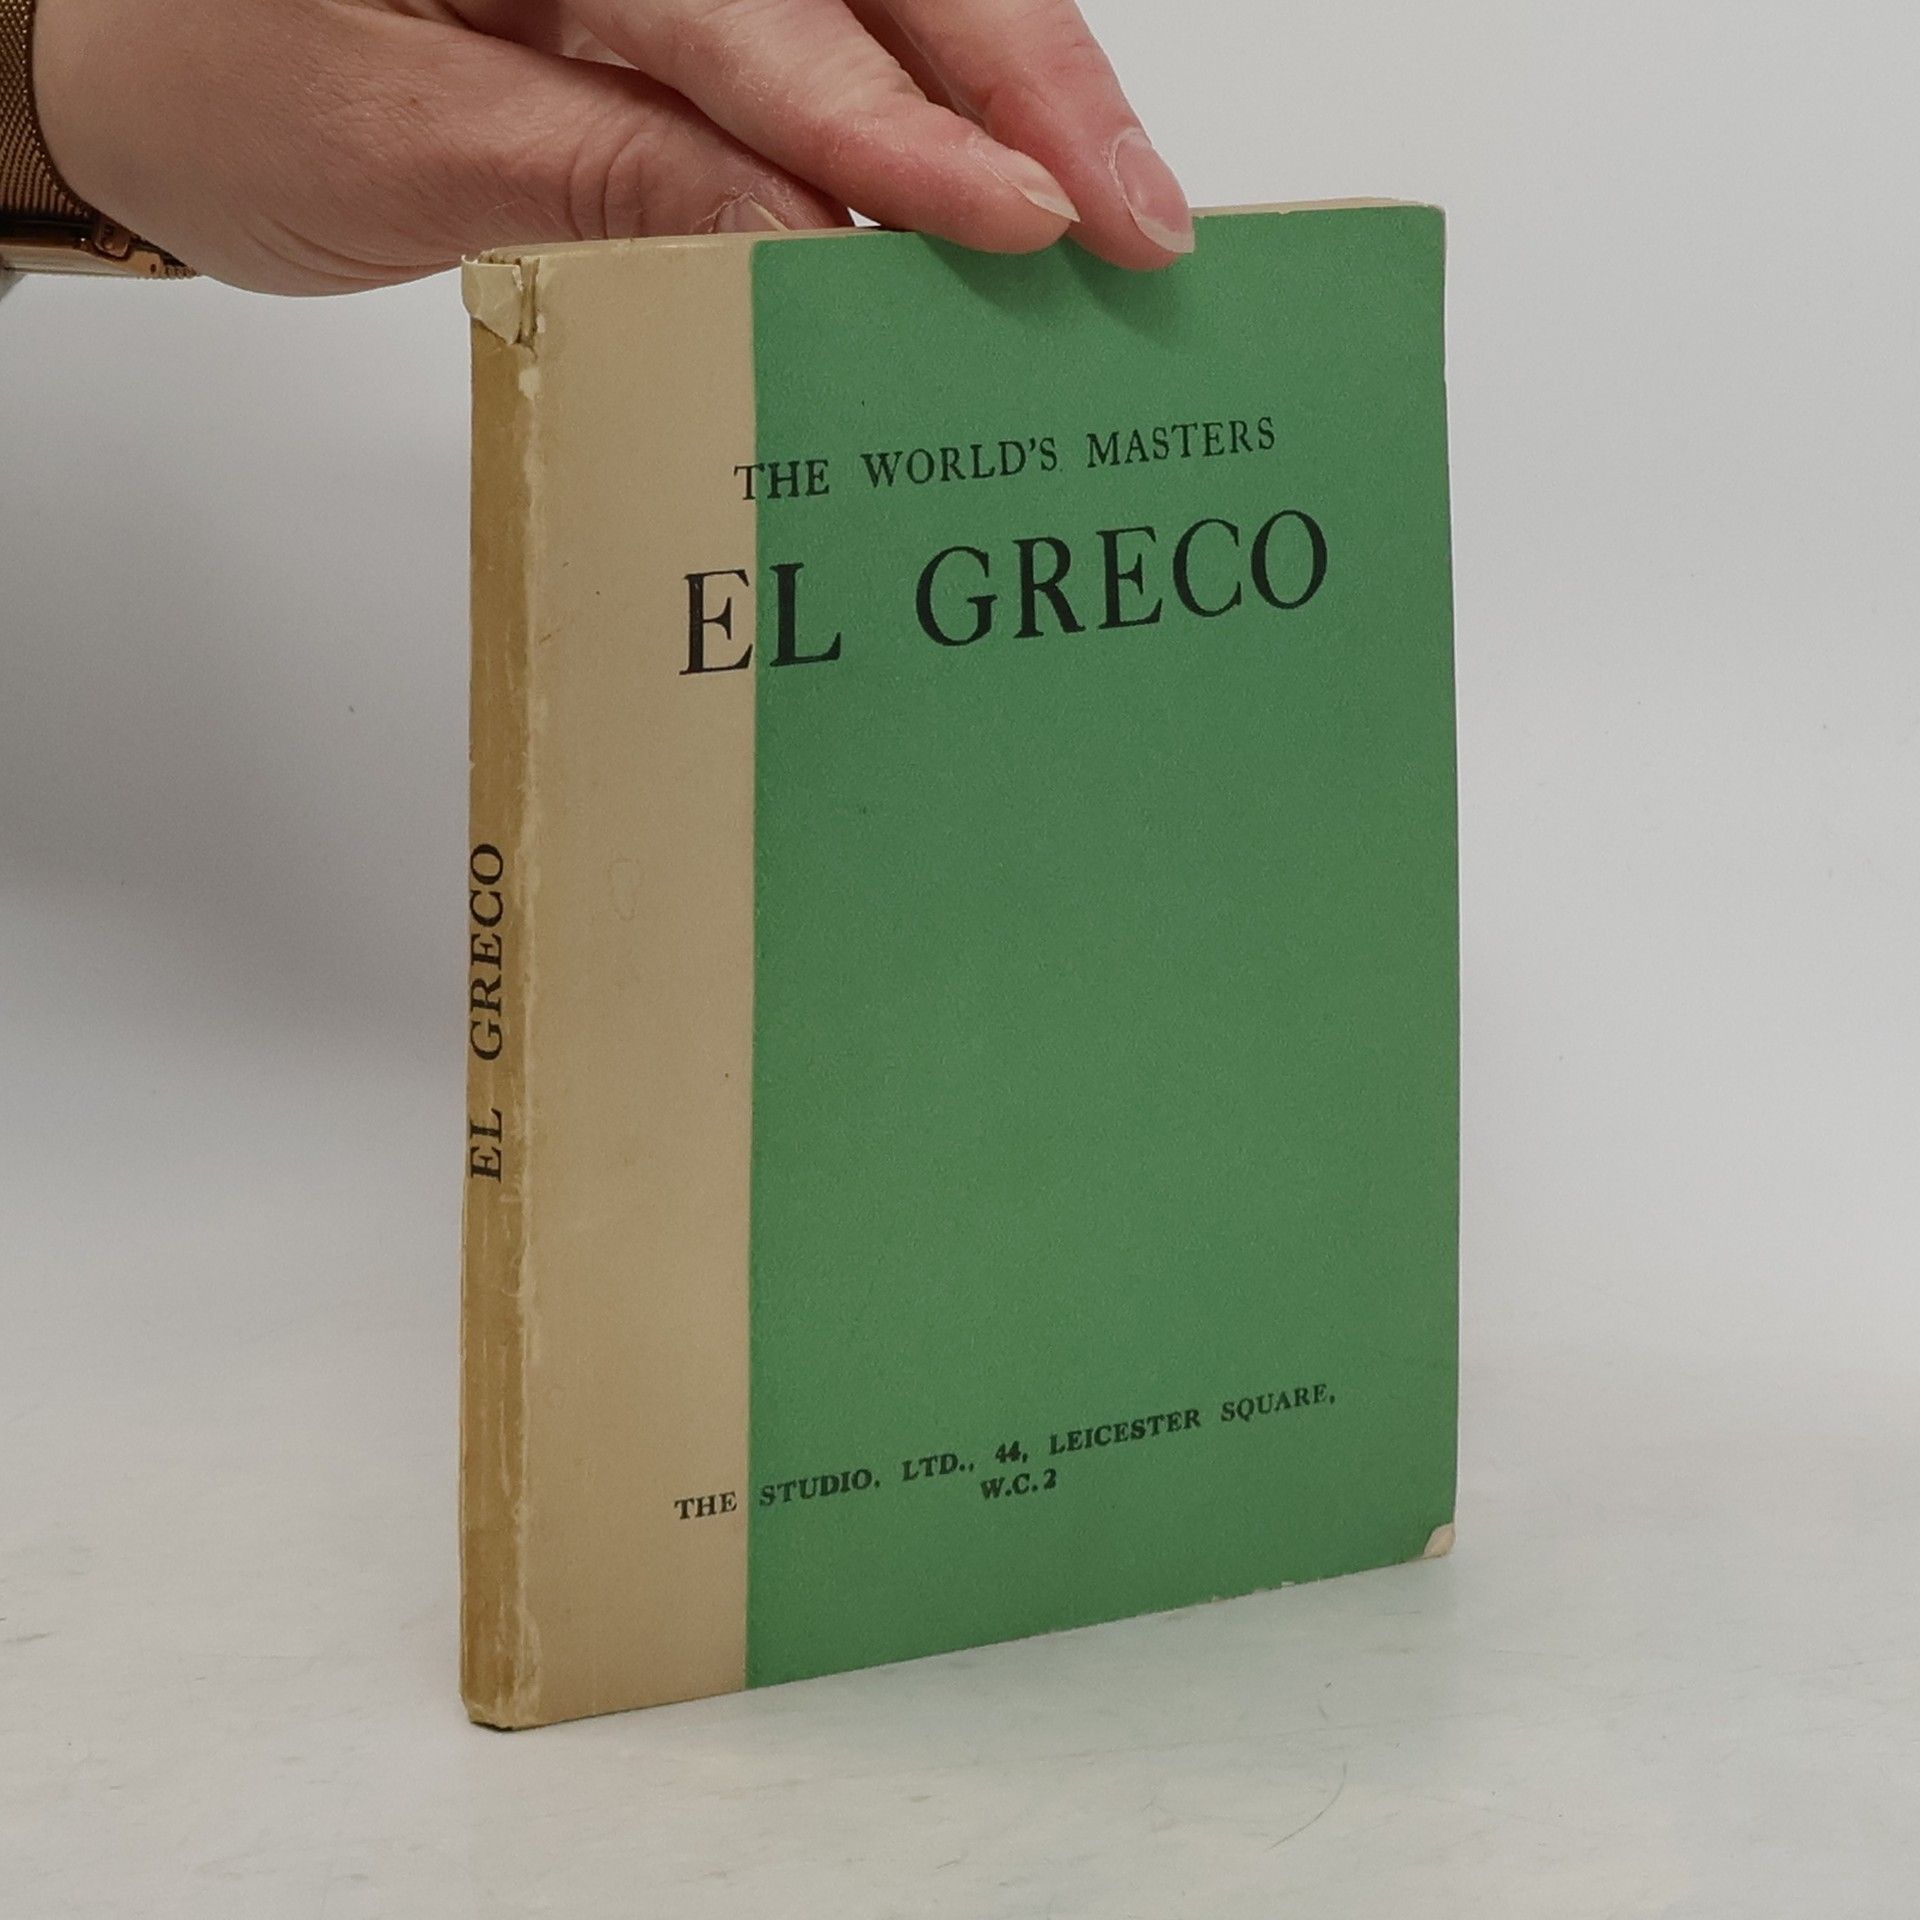 THE WORLD'S MASTERS
EL GRECO
THE STUDIO, LTD., 44, LEICESTER SQUARE,
W.C.2
EL GRECO